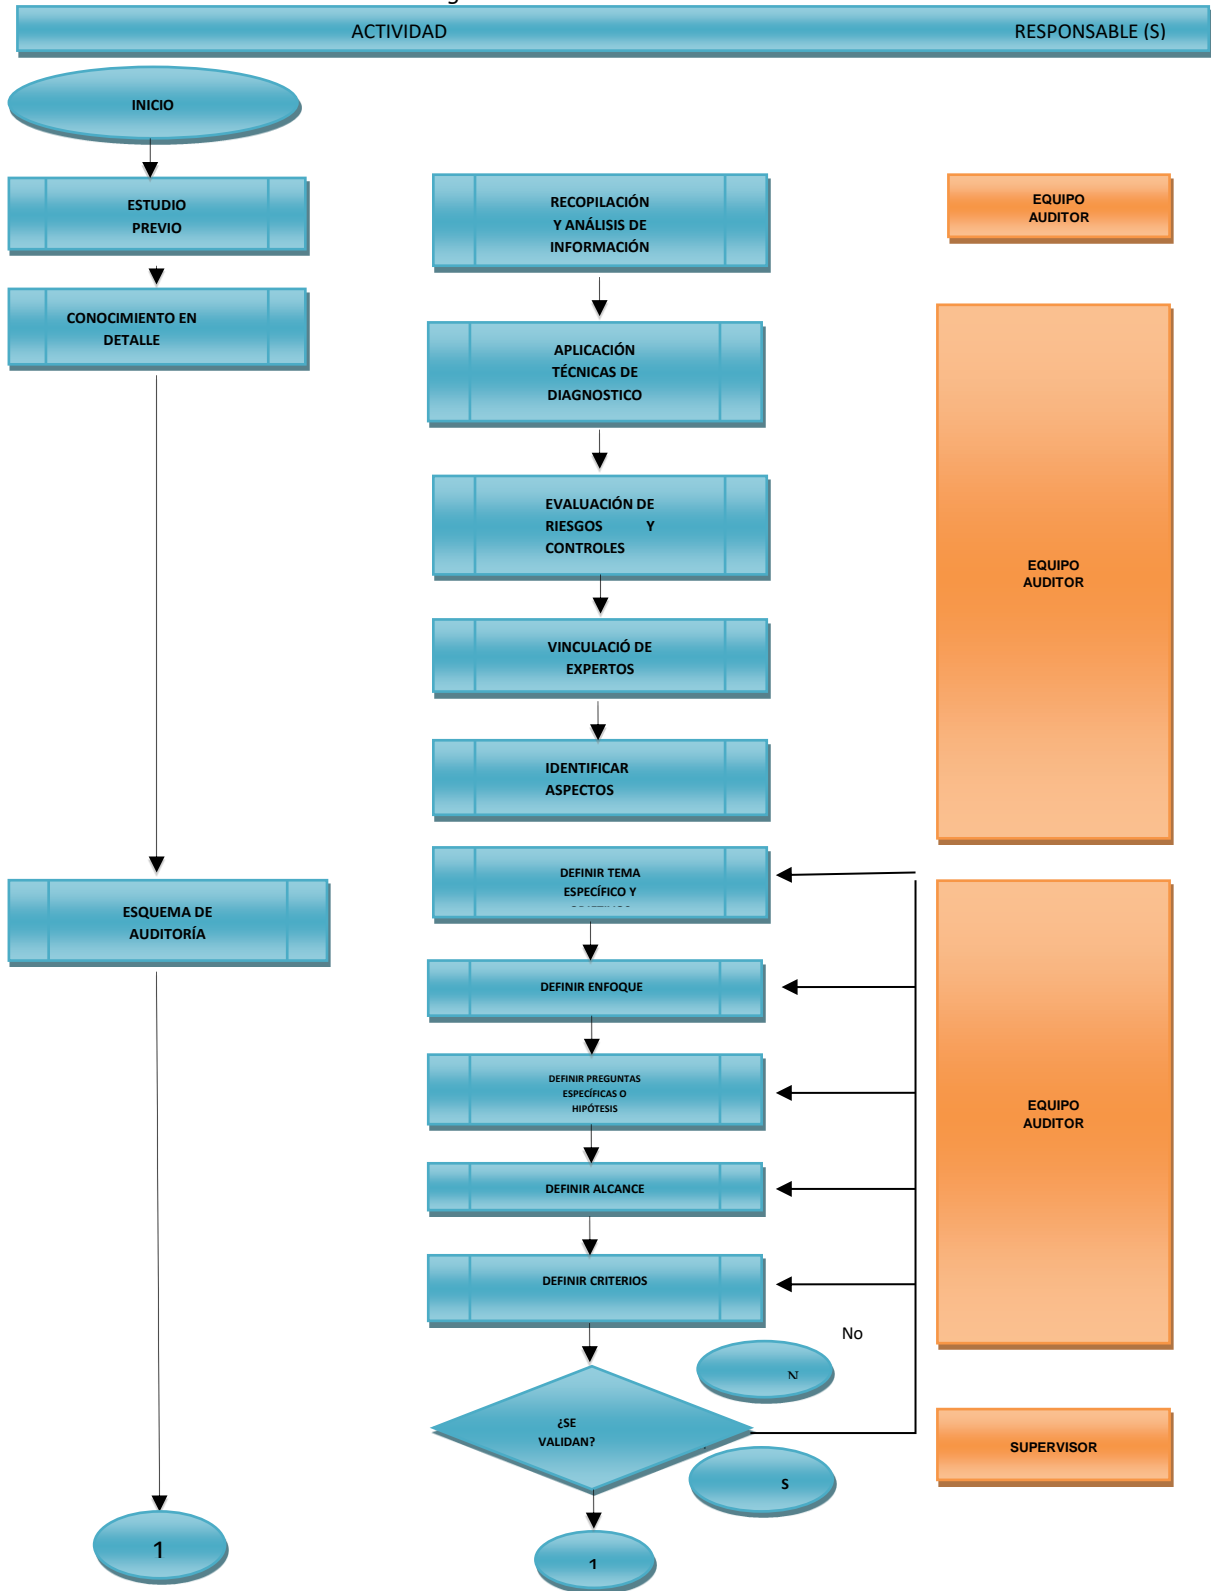 ACTIVIDAD
RESPONSABLE (S)
INICIO
ESTUDIO
PREVIO
RECOPILACIÓN
Y ANÁLISIS DE
INFORMACIÓN
EQUIPO
AUDITOR
CONOCIMIENTO EN
DETALLE
APLICACIÓN
TÉCNICAS DE
DIAGNOSTICO
EVALUACIÓN DE
RIESGOS Y
CONTROLES
VINCULACIÓ DE
EXPERTOS
IDENTIFICAR
ASPECTOS
EQUIPO
AUDITOR
ESQUEMA DE
AUDITORÍA
DEFINIR TEMA
ESPECÍFICO Y
DEFINIR ENFOQUE
DEFINIR PREGUNTAS
ESPECÍFICAS O
HIPÓTESIS
DEFINIR ALCANCE
DEFINIR CRITERIOS
EQUIPO
AUDITOR
No
N
¿SE
VALIDAN?
S
SUPERVISOR
1
1